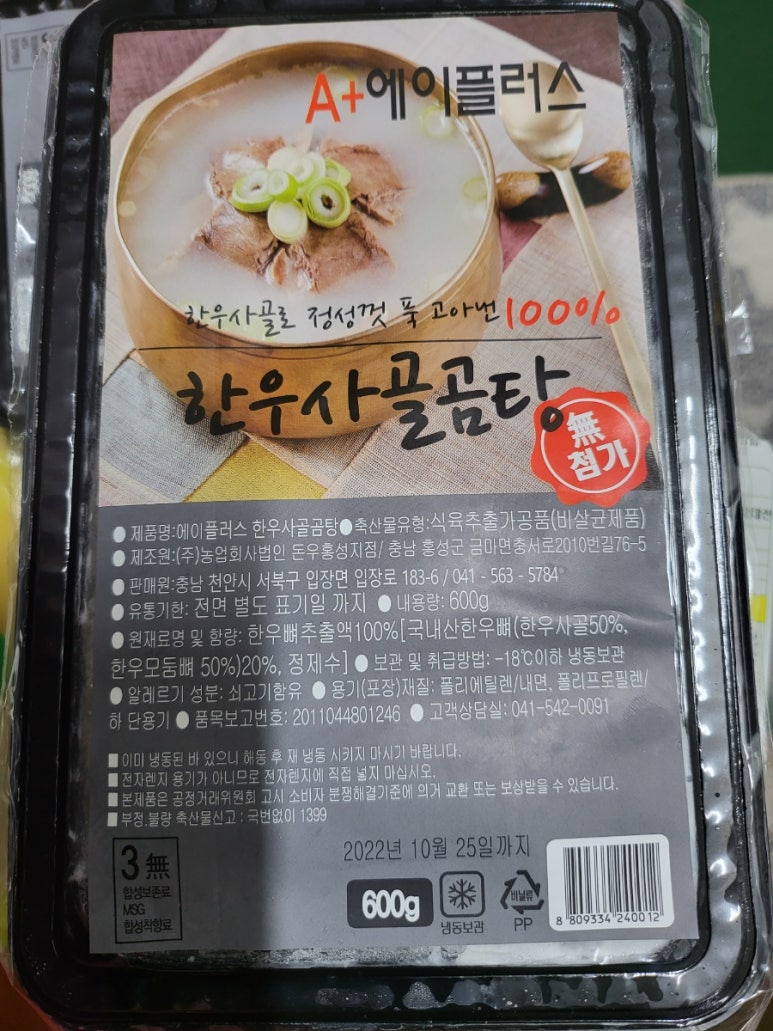 A+에이플러스
한우사골로 정성껏 푹 고아낸 100%
한우사골곰탕
無
첨가
● 제품명:에이플러스 한우사골곰탕 ● 축산물유형:식육추출가공품(비살균제품)
● 제조원:(주)농업회사법인 돈우홍성지점/ 충남 홍성군 금마면충서로2010번길76-5
● 판매원:충남 천안시 서북구 입장면 입장로 183-6 / 041 - 563 - 5784
● 유통기한: 전면 별도 표기일 까지 ● 내용량: 600g
● 원재료명 및 함량: 한우뼈추출액100%[국내산한우뼈(한우사골50%,
한우모둠뼈 50%)20%, 정제수] ● 보관 및 취급방법: -18℃이하 냉동보관
● 알레르기 성분: 쇠고기함유 ● 용기(포장)재질: 폴리에틸렌/내면, 폴리프로필렌/
하 단용기 ● 품목보고번호: 2011044801246 ● 고객상담실: 041-542-0091
■ 이미 냉동된 바 있으니 해동 후 재 냉동 시키지 마시기 바랍니다.
■ 전자렌지 용기가 아니므로 전자렌지에 직접 넣지 마십시오.
■ 본제품은 공정거래위원회 고시 소비자 분쟁해결기준에 의거 교환 또는 보상받을 수 있습니다.
■ 부정.불량 축산물신고 : 국번없이 1399
2022년 10월 25일까지
3 無
합성보존료
MSG
합성착향료
600g
냉동보관
비닐류
PP
8 809334 240012